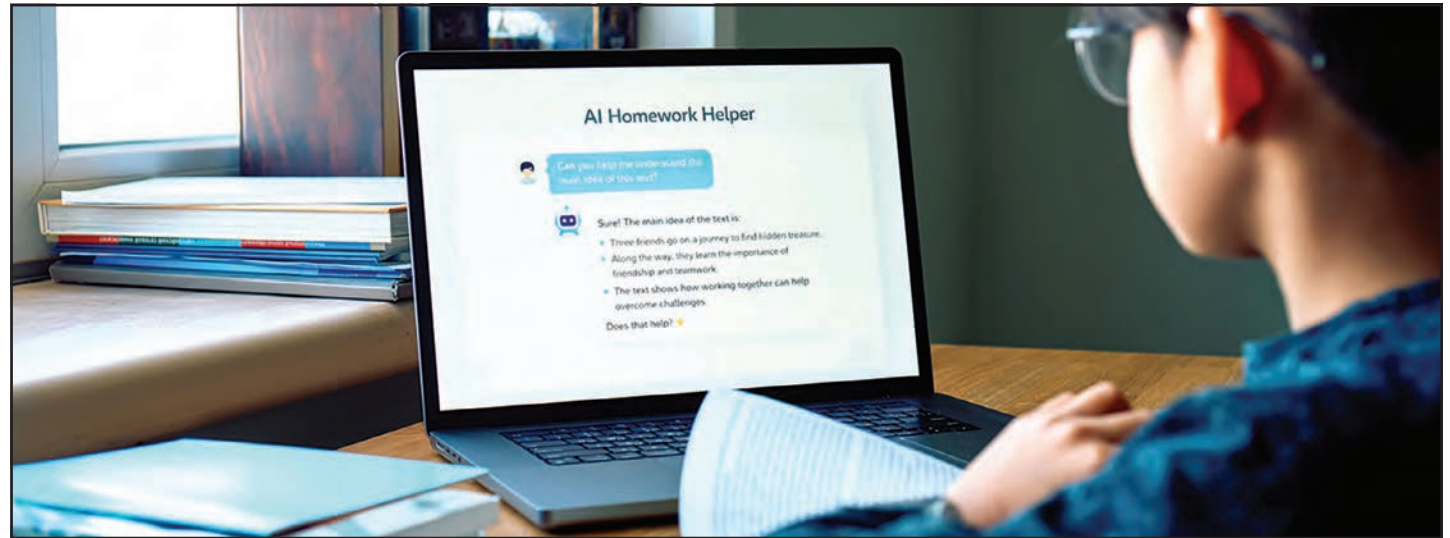 AI Homework Helper
Can you help me understand the
main idea of this text?
Sure! The main idea of the text is:
Three friends go on a journey to find hidden treasure.
Along the way, they learn the importance of
friendship and teamwork.
The text shows how working together can help
overcome challenges.
Does that help?